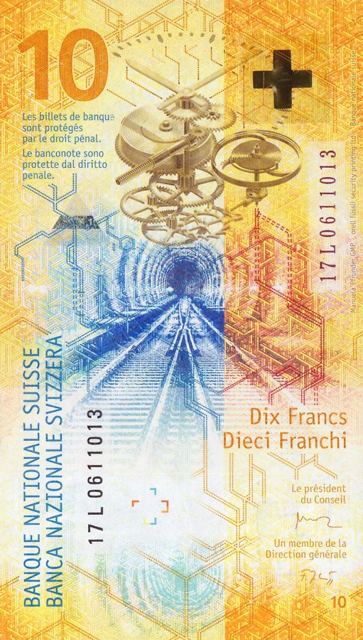 10
Les billets de banque
sont protégés
par le droit pénal.
Le banconote sono
protette dal diritto
penale.
17L0611013
BANQUE NATIONALE SUISSE
BANCA NAZIONALE SVIZZERA
17L0611013
Dix Francs
Dieci Franchi
Le président
du Conseil
Un membre de la
Direction générale
10